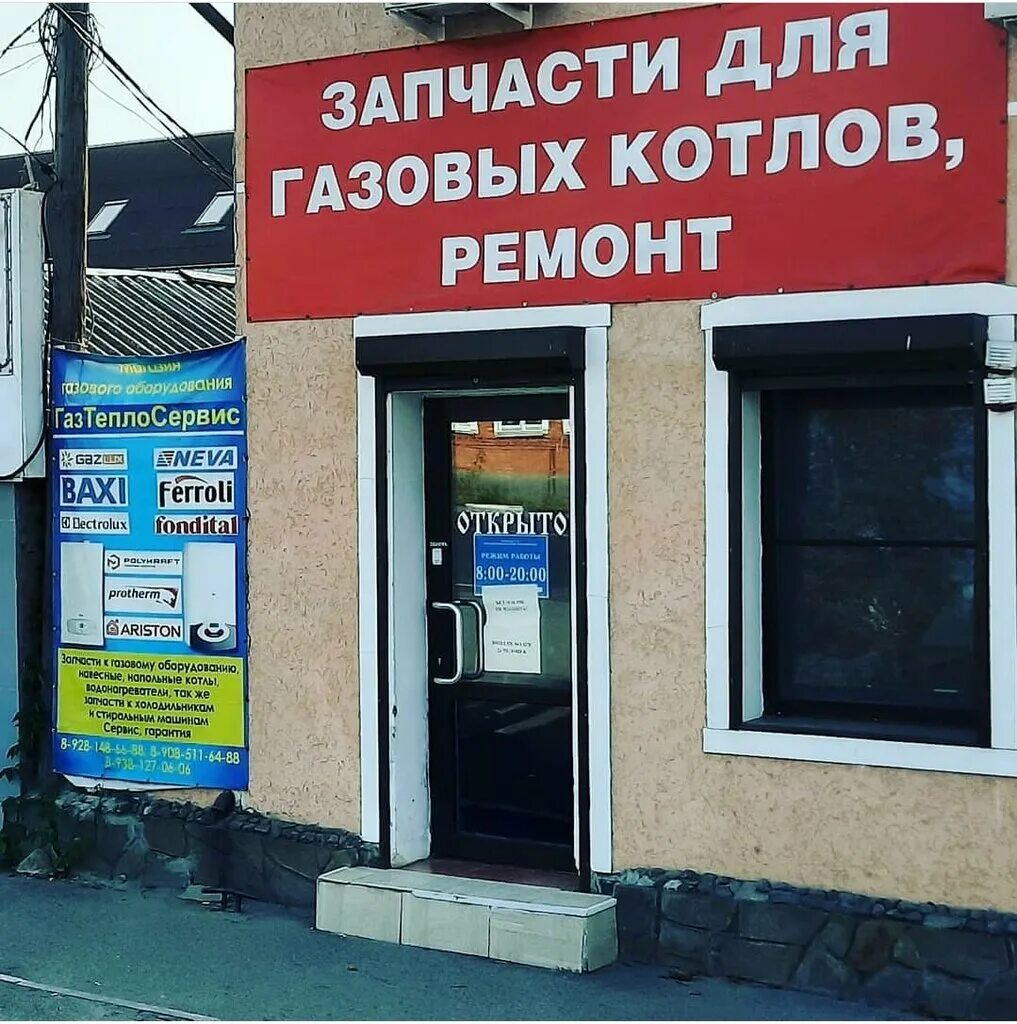 ЗАПЧАСТИ ДЛЯ
ГАЗОВЫХ КОТЛОВ,
РЕМОНТ
Магазин
газового оборудования
ГазТеплоСервис
GAZLUX
NEVA
BAXI
Ferroli
Electrolux
fondital
POLYKRAFT
protherm
ARISTON
Запчасти к газовому оборудованию,
навесные, напольные котлы,
водонагреватели, так же
запчасти к холодильникам
и стиральным машинам
Сервис, гарантия
8-928-148-66-88, 8-908-511-64-88
8-938-127-06-06
ОТКРЫТО
РЕЖИМ РАБОТЫ
8:00-20:00